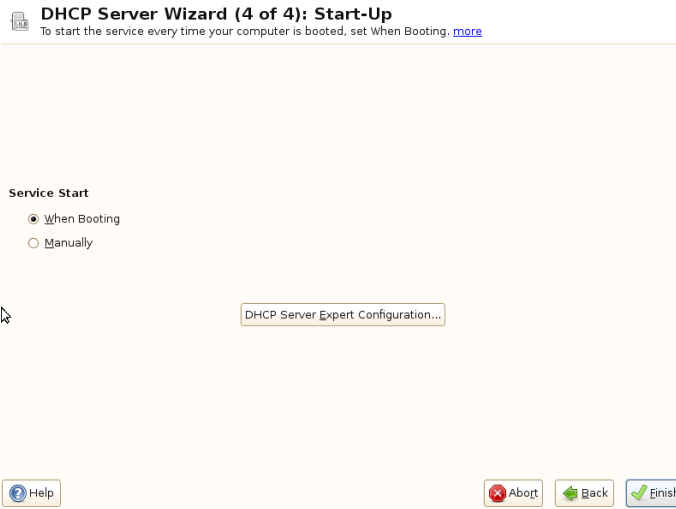 DHCP Server Wizard (4 of 4): Start-Up
To start the service every time your computer is booted, set When Booting. more
Service Start
When Booting
Manually
DHCP Server Expert Configuration...
Help
Abort
Back
Finish